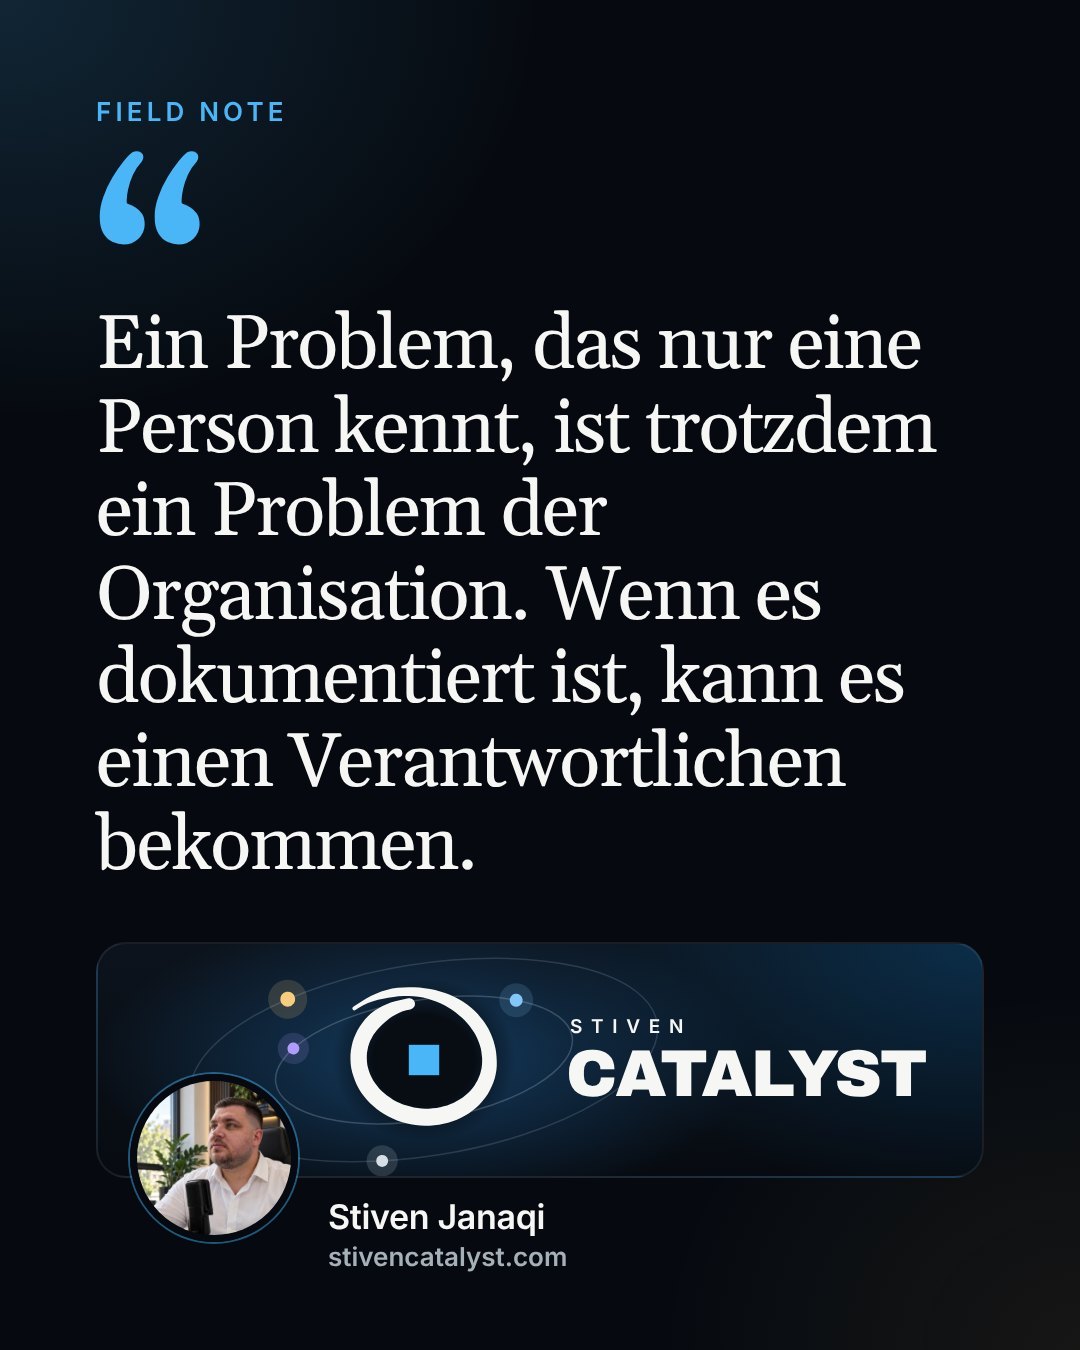 FIELD NOTE
“
Ein Problem, das nur eine
Person kennt, ist trotzdem
ein Problem der
Organisation. Wenn es
dokumentiert ist, kann es
einen Verantwortlichen
bekommen.
STIVEN
CATALYST
Stiven Janaqi
stivencatalyst.com